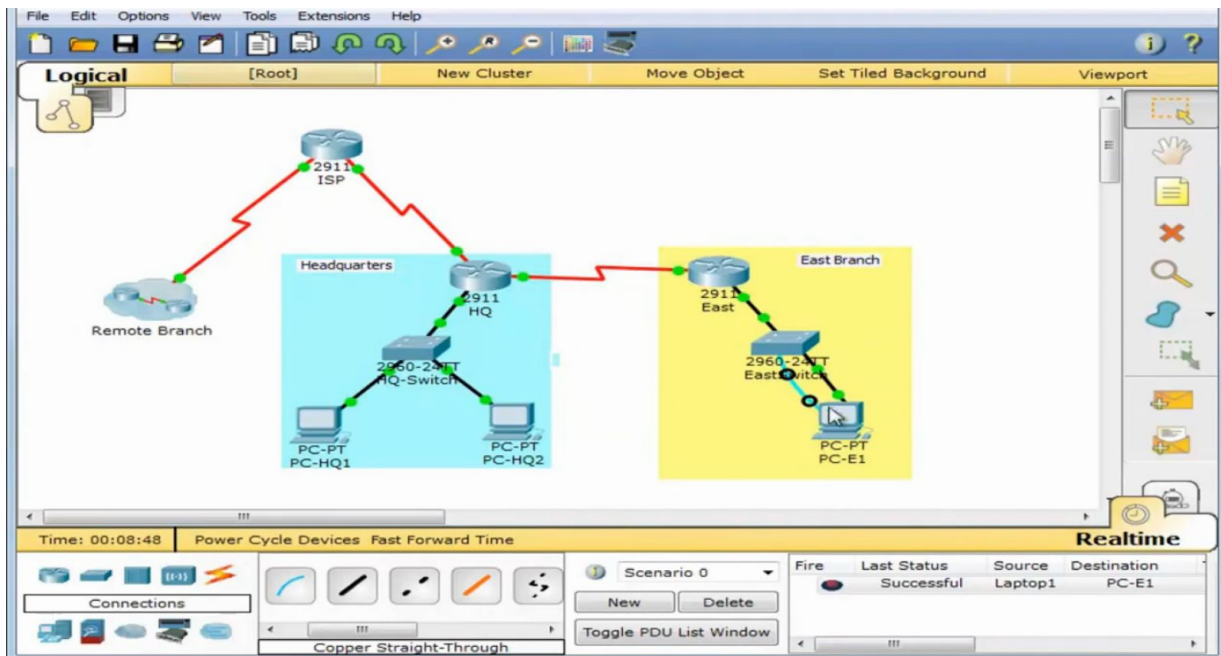 File Edit Options View Tools Extensions Help
Logical [Root] New Cluster Move Object Set Tiled Background Viewport
2911
ISP
Headquarters
East Branch
2911
HQ
2911
East
Remote Branch
2960-24TT
HQ-Switch
2960-24TT
EastSwitch
PC-PT
PC-HQ1
PC-PT
PC-HQ2
PC-PT
PC-E1
Time: 00:08:48 Power Cycle Devices Fast Forward Time Realtime
Scenario 0
Fire Last Status Source Destination
Successful Laptop1 PC-E1
Connections
New Delete
Toggle PDU List Window
Copper Straight-Through